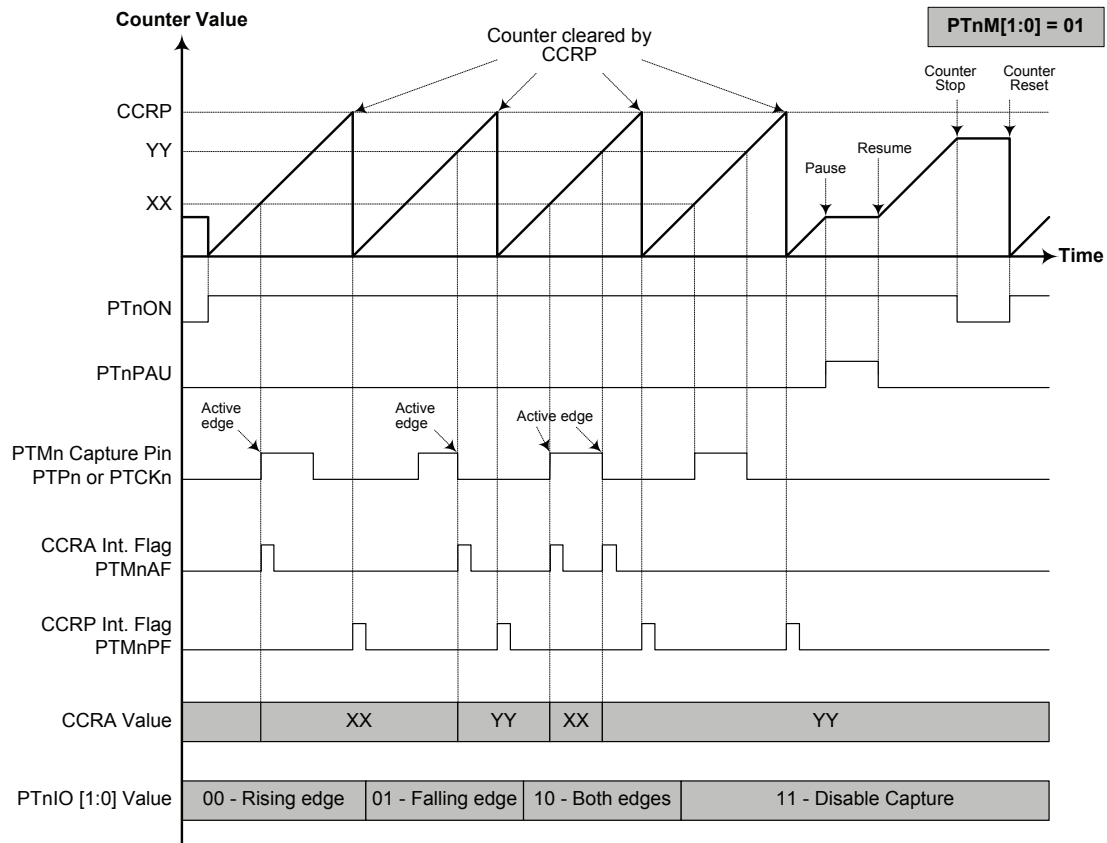 Counter Value
PTnM[1:0] = 01
Counter cleared by
CCRP
Counter
Stop
Counter
Reset
CCRP
YY
Resume
Pause
XX
Time
PTnON
PTnPAU
Active
edge
Active
edge
Active edge
PTMn Capture Pin
PTPn or PTCKn
CCRA Int. Flag
PTMnAF
CCRP Int. Flag
PTMnPF
CCRA Value
XX
YY
XX
YY
PTnIO [1:0] Value
00 - Rising edge
01 - Falling edge
10 - Both edges
11 - Disable Capture